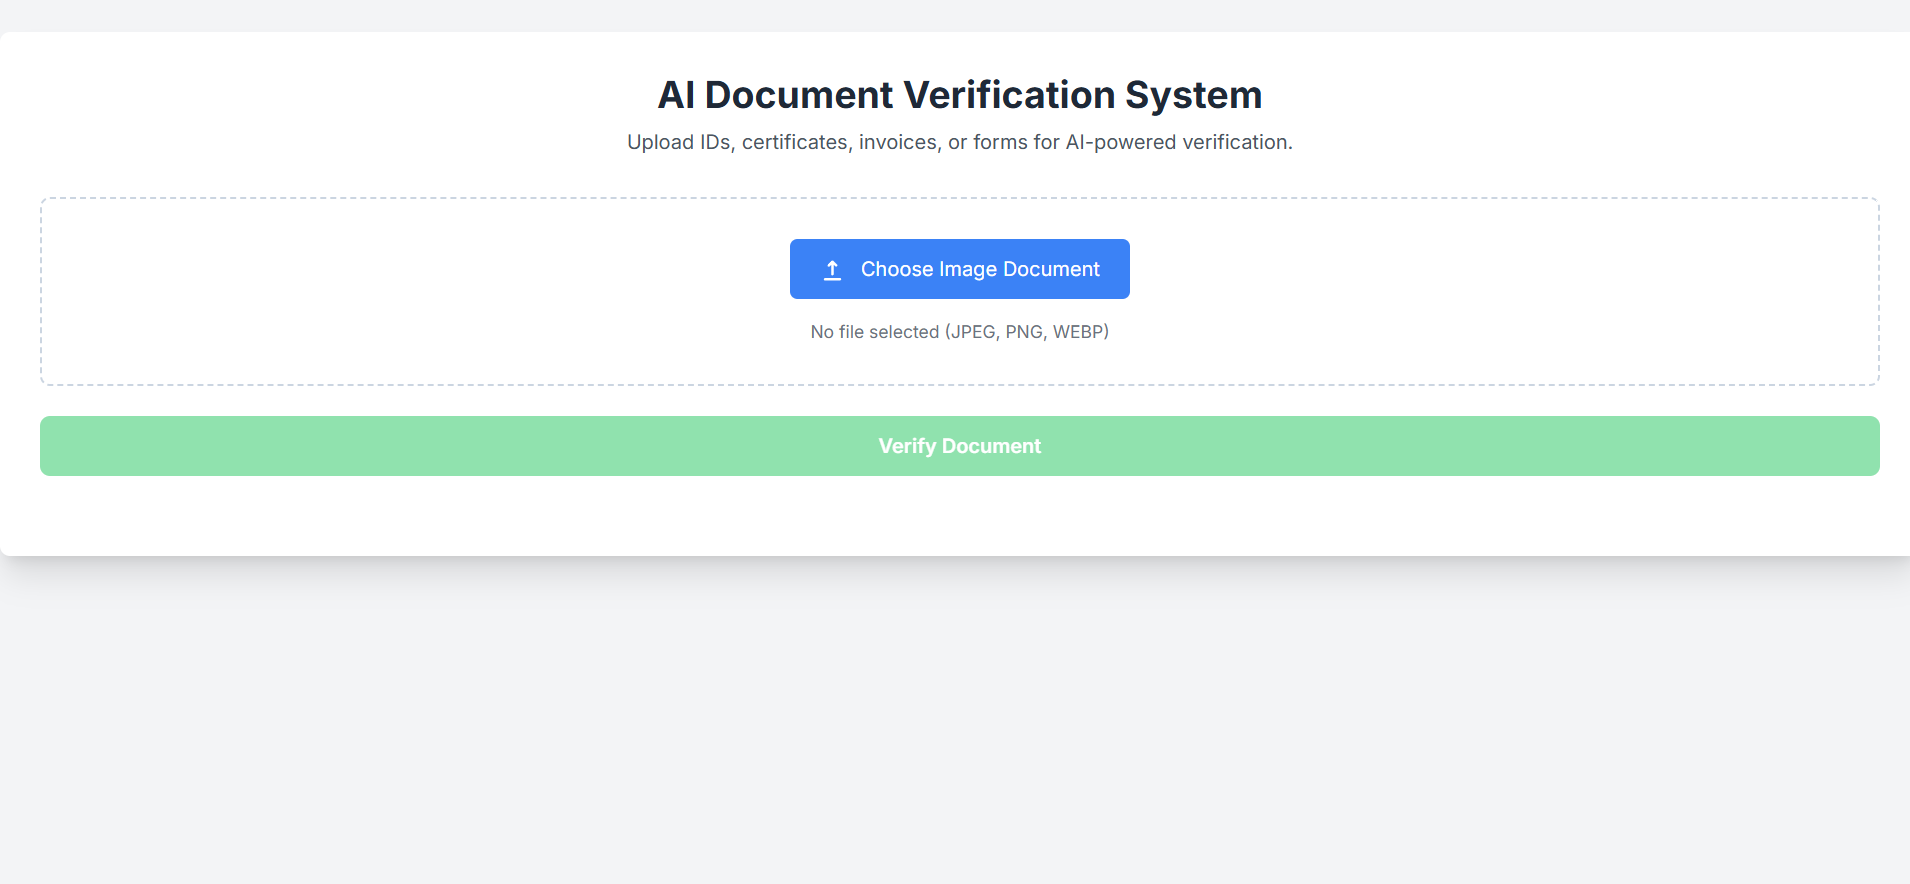 AI Document Verification System
Upload IDs, certificates, invoices, or forms for AI-powered verification.
Choose Image Document
No file selected (JPEG, PNG, WEBP)
Verify Document